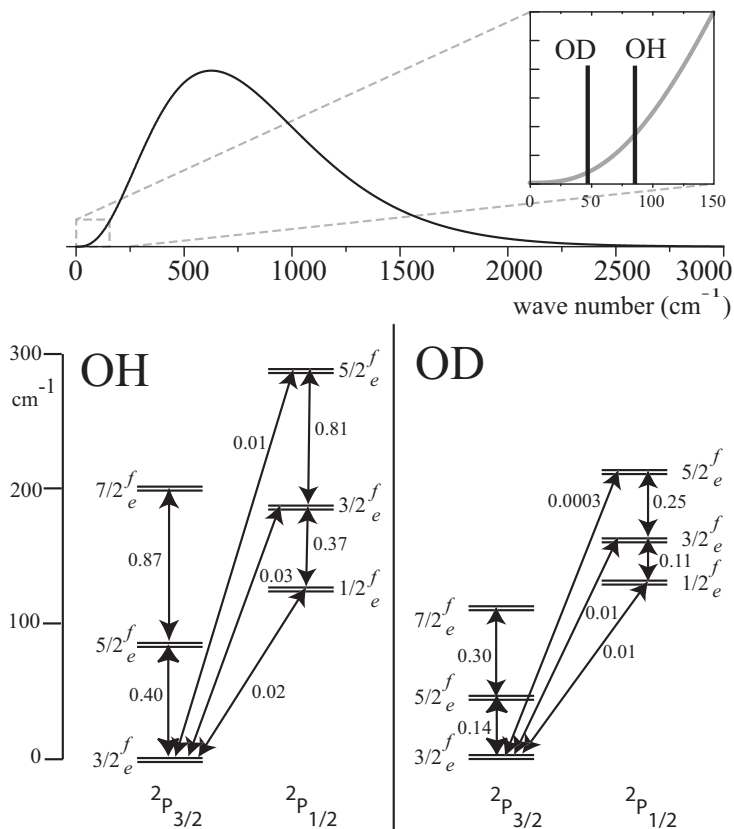 OD OH
0 50 100 150
0 500 1000 1500 2000 2500 3000
wave number (cm⁻¹)
300
cm⁻¹
200
100
0
OH
7/2 f e
5/2 f e
3/2 f e
0.87
0.40
5/2 f e
3/2 f e
1/2 f e
0.01
0.81
0.03
0.37
0.02
²P₃/₂ ²P₁/₂
OD
7/2 f e
5/2 f e
3/2 f e
0.30
0.14
5/2 f e
3/2 f e
1/2 f e
0.0003
0.25
0.11
0.01
0.01
²P₃/₂ ²P₁/₂